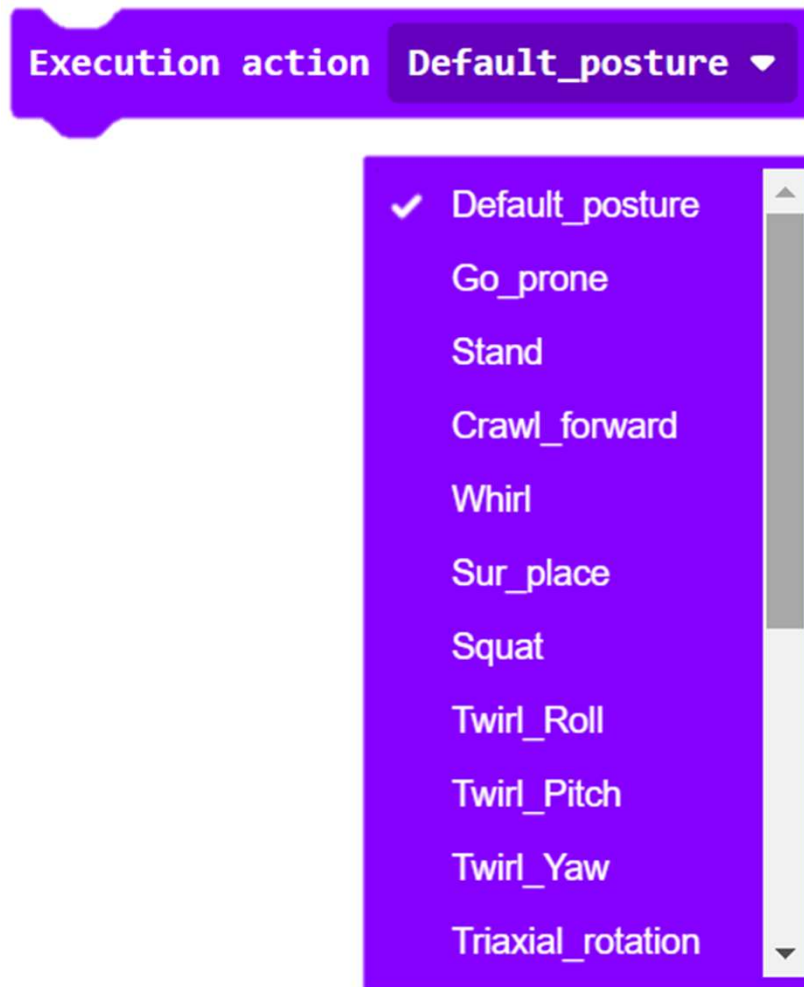 Execution action Default_posture
Default_posture
Go_prone
Stand
Crawl_forward
Whirl
Sur_place
Squat
Twirl_Roll
Twirl_Pitch
Twirl_Yaw
Triaxial_rotation